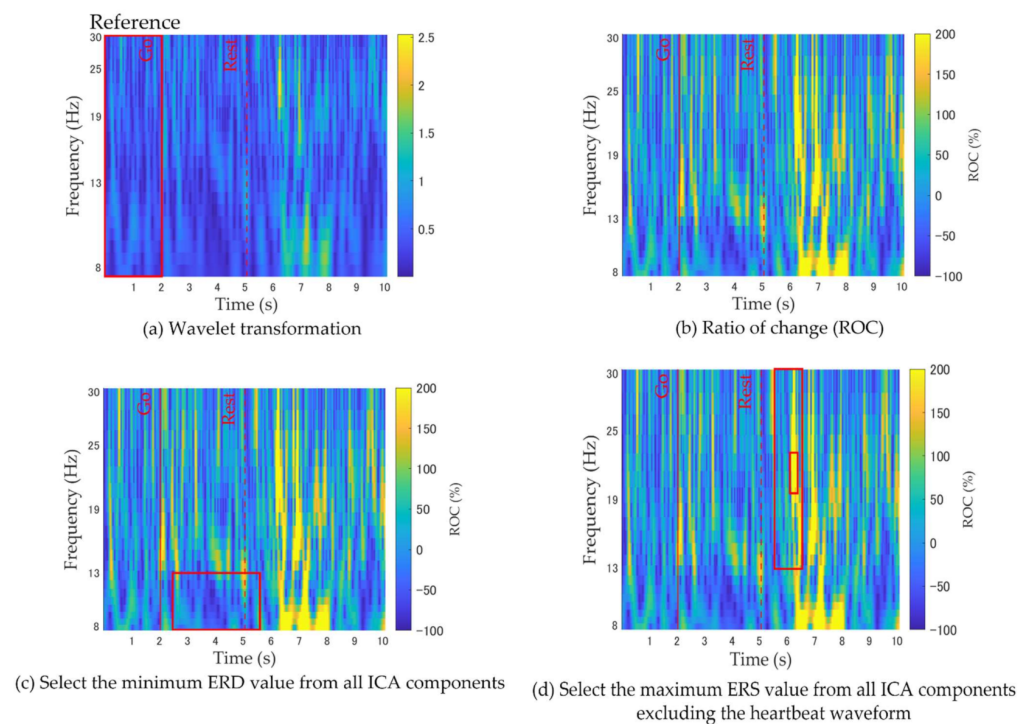 Reference
30
25
19
13
8
Frequency (Hz)
Go
Rest
1 2 3 4 5 6 7 8 9 10
Time (s)
2.5
2
1.5
1
0.5
(a) Wavelet transformation
30
25
19
13
8
Frequency (Hz)
Go
Rest
1 2 3 4 5 6 7 8 9 10
Time (s)
200
150
100
50
0
−50
−100
ROC (%)
(b) Ratio of change (ROC)
30
25
19
13
8
Frequency (Hz)
Go
Rest
1 2 3 4 5 6 7 8 9 10
Time (s)
200
150
100
50
0
−50
−100
ROC (%)
(c) Select the minimum ERD value from all ICA components
30
25
19
13
8
Frequency (Hz)
Go
Rest
1 2 3 4 5 6 7 8 9 10
Time (s)
200
150
100
50
0
−50
−100
ROC (%)
(d) Select the maximum ERS value from all ICA components
excluding the heartbeat waveform